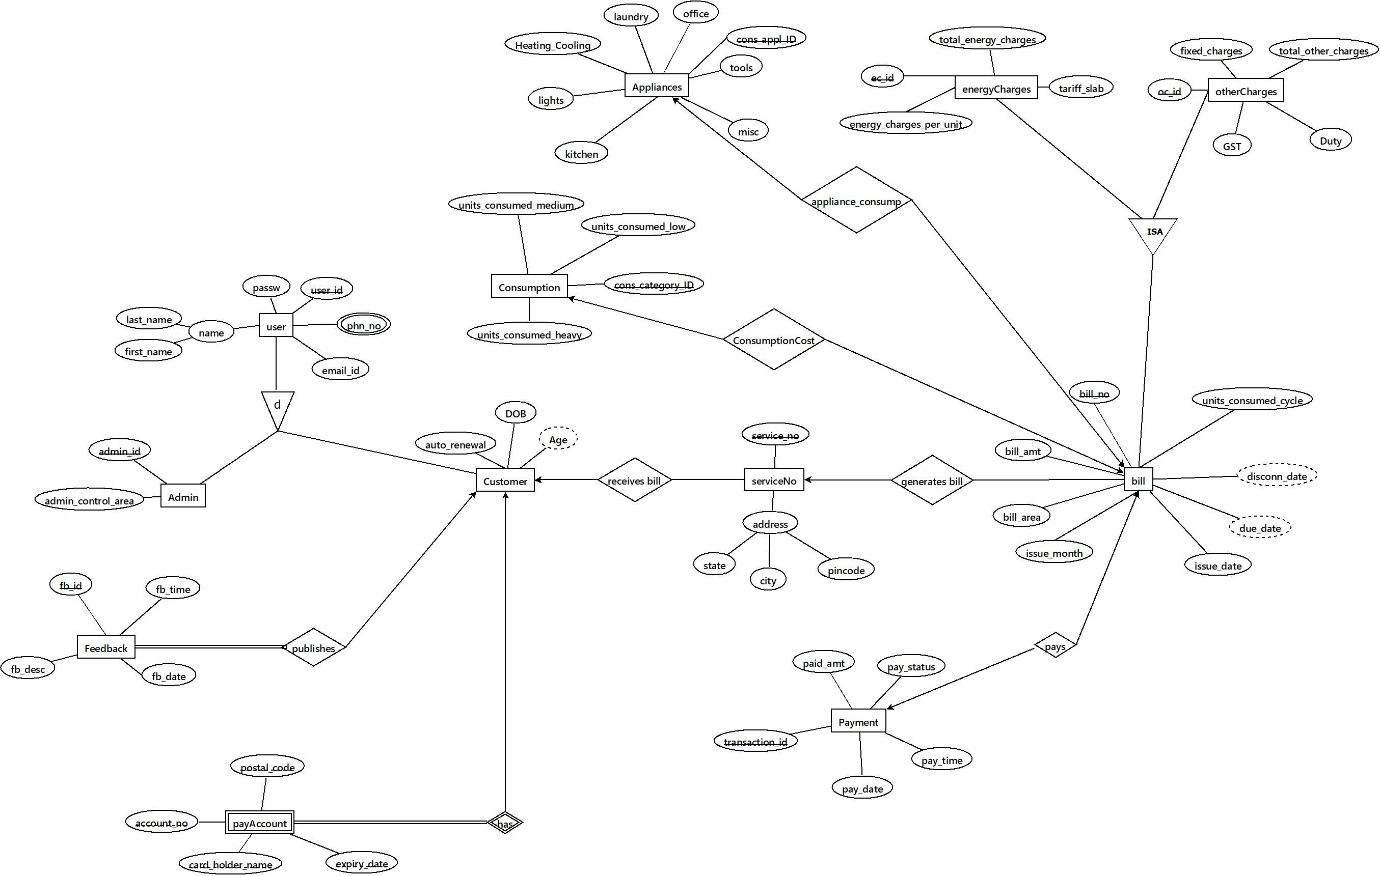 laundry
office
Heating_Cooling
cons_appl_ID
tools
Appliances
lights
misc
kitchen
total_energy_charges
ec_id
energyCharges
tariff_slab
energy_charges_per_unit
fixed_charges
total_other_charges
oc_id
otherCharges
GST
Duty
appliance_consump
ISA
units_consumed_medium
units_consumed_low
Consumption
cons_category_ID
units_consumed_heavy
ConsumptionCost
passw
user_id
last_name
name
user
phn_no
first_name
email_id
d
DOB
auto_renewal
Age
admin_id
admin_control_area
Admin
Customer
receives bill
service_no
serviceNo
generates bill
address
state
city
pincode
bill_no
units_consumed_cycle
bill_amt
bill
disconn_date
bill_area
due_date
issue_month
issue_date
fb_id
fb_time
Feedback
publishes
fb_desc
fb_date
pays
paid_amt
pay_status
Payment
transaction_id
pay_time
pay_date
postal_code
account_no
payAccount
has
card_holder_name
expiry_date